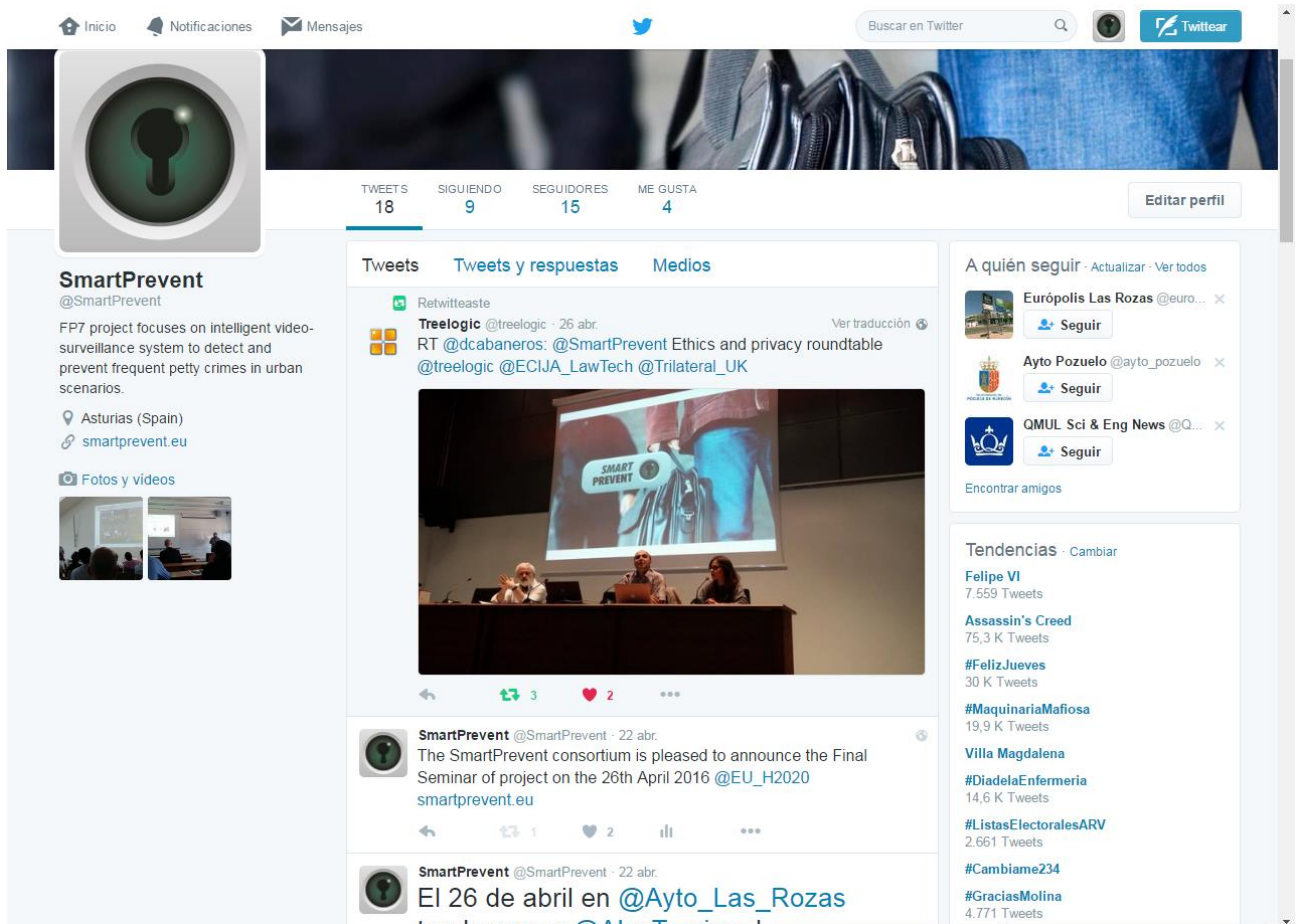 Inicio
Notificaciones
Mensajes
Buscar en Twitter
Twittear
TWEETS
18
SIGUIENDO
9
SEGUIDORES
15
ME GUSTA
4
Editar perfil
SmartPrevent
@SmartPrevent
FP7 project focuses on intelligent video-
surveillance system to detect and
prevent frequent petty crimes in urban
scenarios.
Asturias (Spain)
smartprevent.eu
Fotos y vídeos
Tweets
Tweets y respuestas
Medios
Retwitteaste
Treelogic @treelogic · 26 abr.
Ver traducción
RT @dcabaneros: @SmartPrevent Ethics and privacy roundtable
@treelogic @ECIJA_LawTech @Trilateral_UK
SMART
PREVENT
3
2
SmartPrevent @SmartPrevent · 22 abr.
The SmartPrevent consortium is pleased to announce the Final
Seminar of project on the 26th April 2016 @EU_H2020
smartprevent.eu
1
2
SmartPrevent @SmartPrevent · 22 abr.
El 26 de abril en @Ayto_Las_Rozas
A quién seguir · Actualizar · Ver todos
Európolis Las Rozas @euro...
Seguir
Ayto Pozuelo @ayto_pozuelo
Seguir
QMUL Sci & Eng News @Q...
Seguir
Encontrar amigos
Tendencias · Cambiar
Felipe VI
7.559 Tweets
Assassin's Creed
75,3 K Tweets
#FelizJueves
30 K Tweets
#MaquinariaMafiosa
19,9 K Tweets
Villa Magdalena
#DiadelaEnfermeria
14,6 K Tweets
#ListasElectoralesARV
2.661 Tweets
#Cambiame234
#GraciasMolina
4.771 Tweets